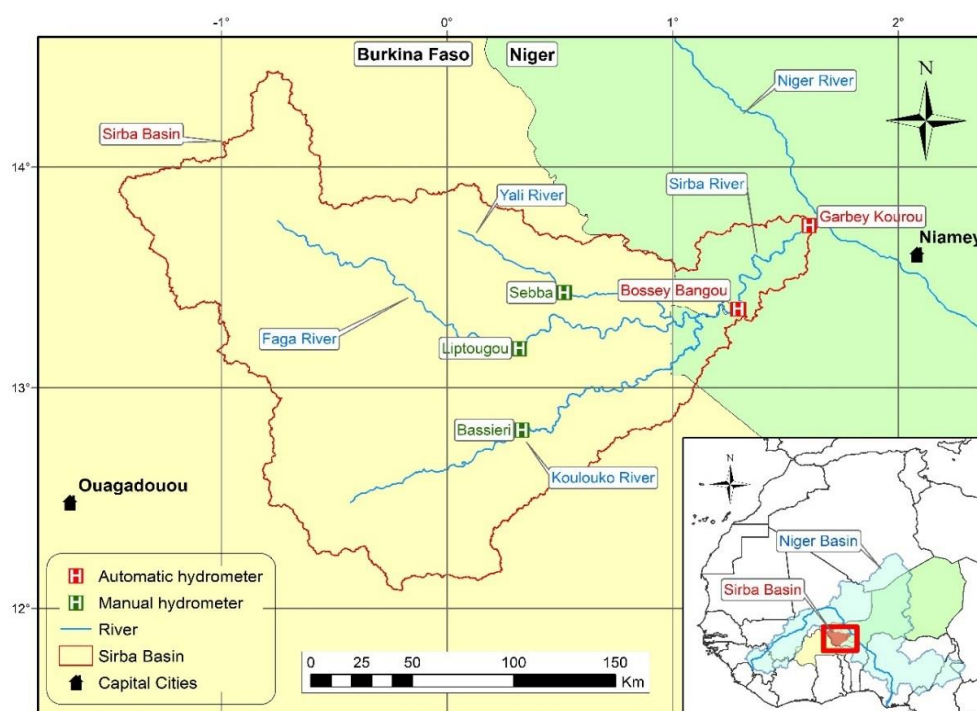 -1°
0°
1°
2°
Burkina Faso
Niger
N
Niger River
Sirba Basin
14°
Yali River
Sirba River
Garbey Kourou
Niamey
Sebba
Bossey Bangou
Faga River
Liptougou
13°
Bassieri
Koulouko River
Ouagadouou
N
Niger Basin
Sirba Basin
H Automatic hydrometer
H Manual hydrometer
River
Sirba Basin
Capital Cities
12°
0 25 50 100 150
Km